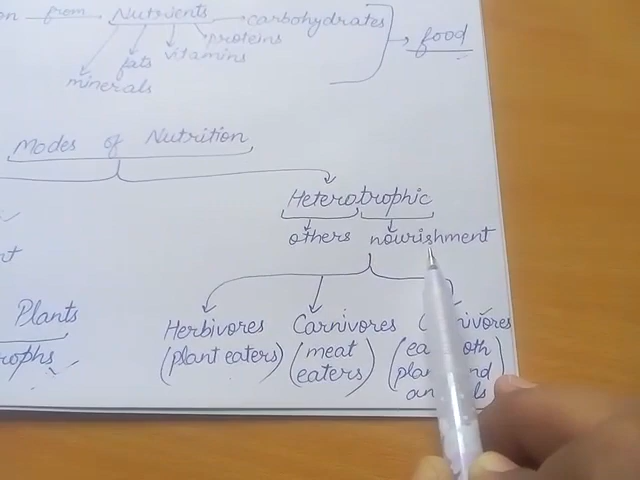 from Nutrients carbohydrates
proteins
fats vitamins
minerals
food
Modes of Nutrition
Heterotrophic
others nourishment
Plants
Herbivores Carnivores
(plant eaters) (meat eaters)